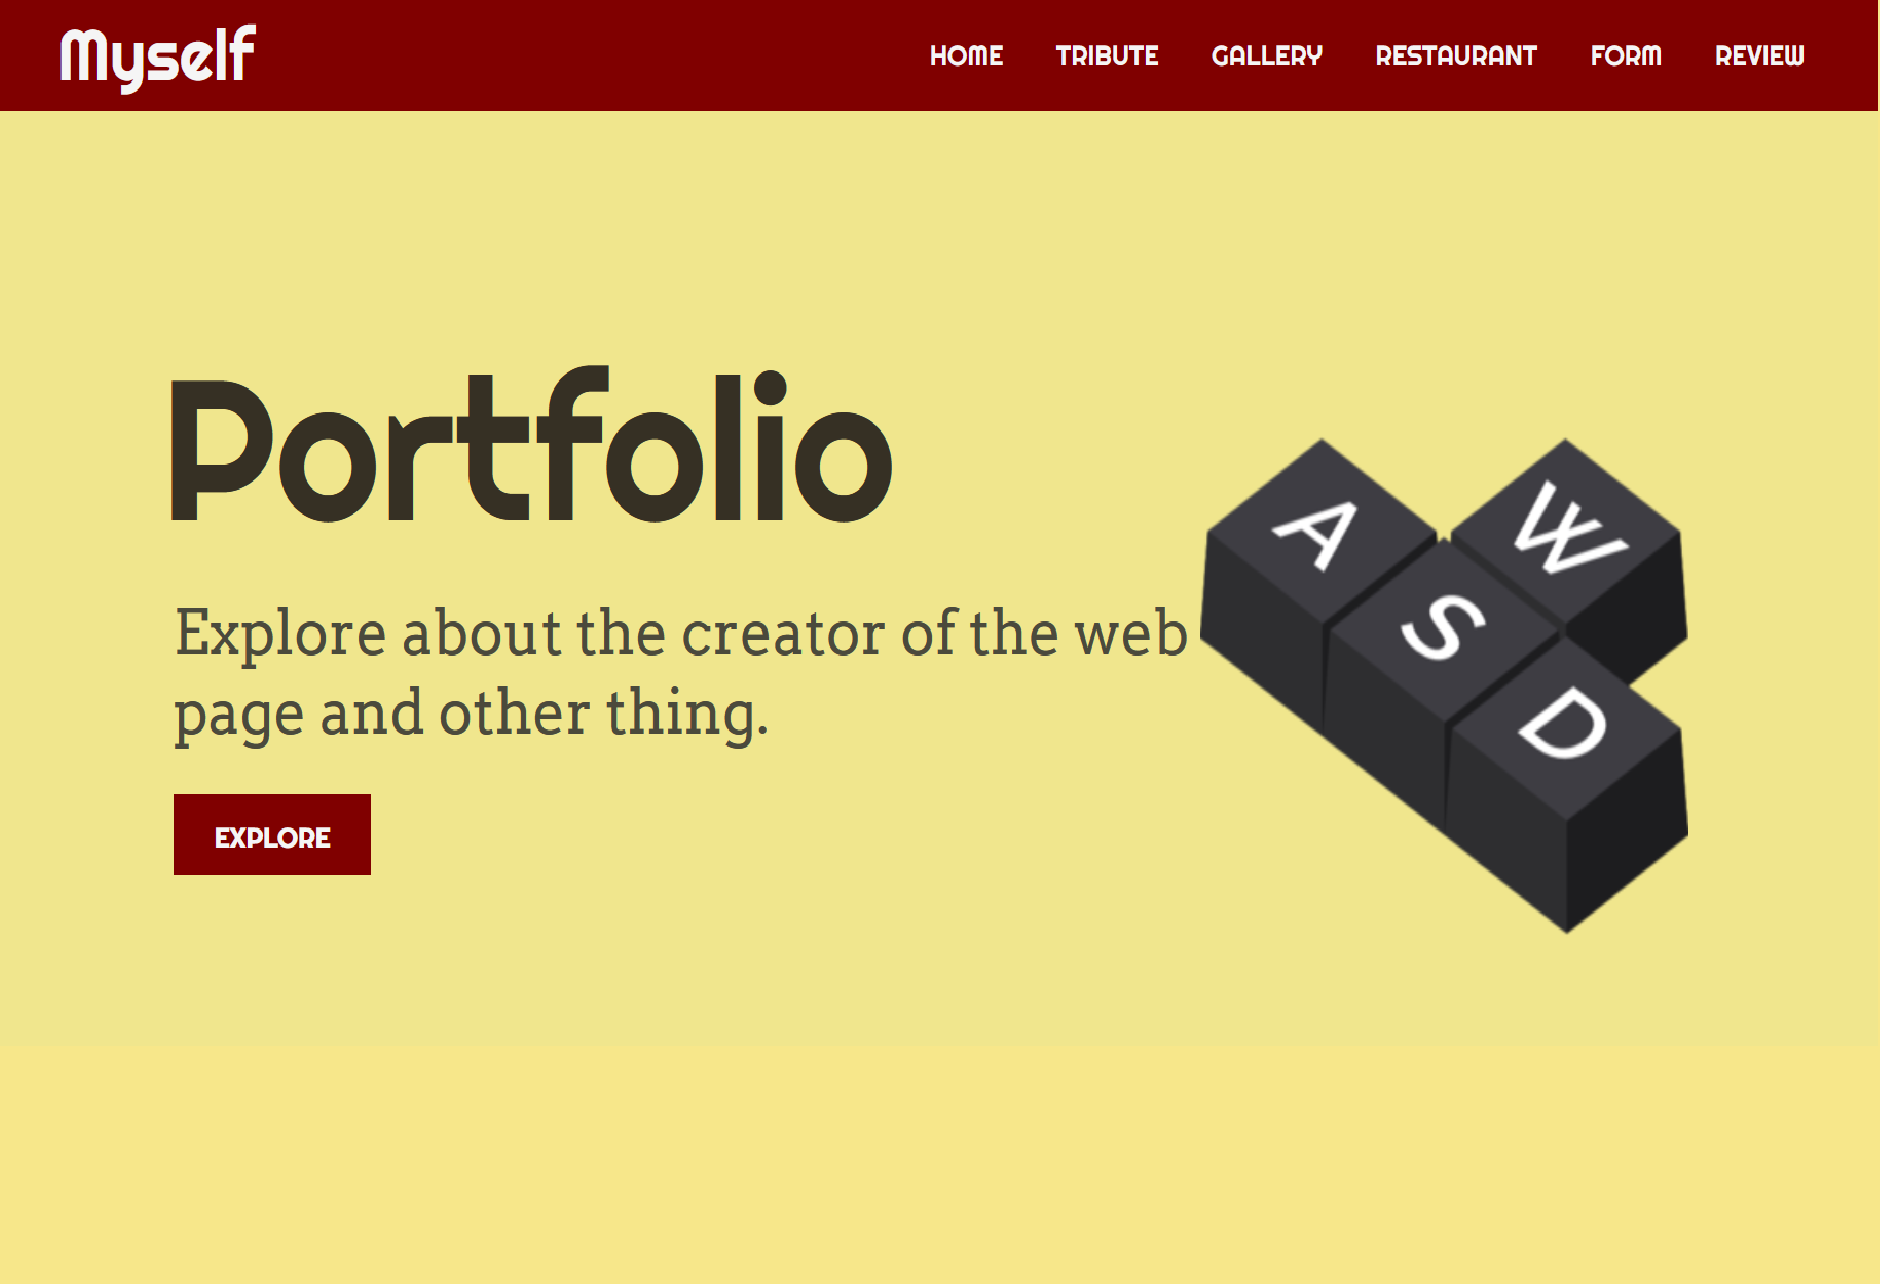 Myself
HOME TRIBUTE GALLERY RESTAURANT FORM REVIEW
Portfolio
Explore about the creator of the web
page and other thing.
EXPLORE
A W
S
D